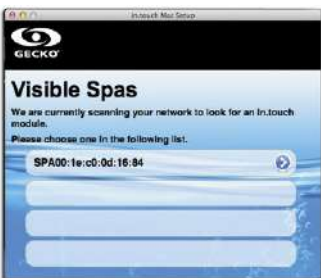 in.touch Mac Setup
GECKO
Visible Spas
We are currently scanning your network to look for an in.touch
module.
Please choose one in the following list.
SPA00:1e:c0:0d:16:84